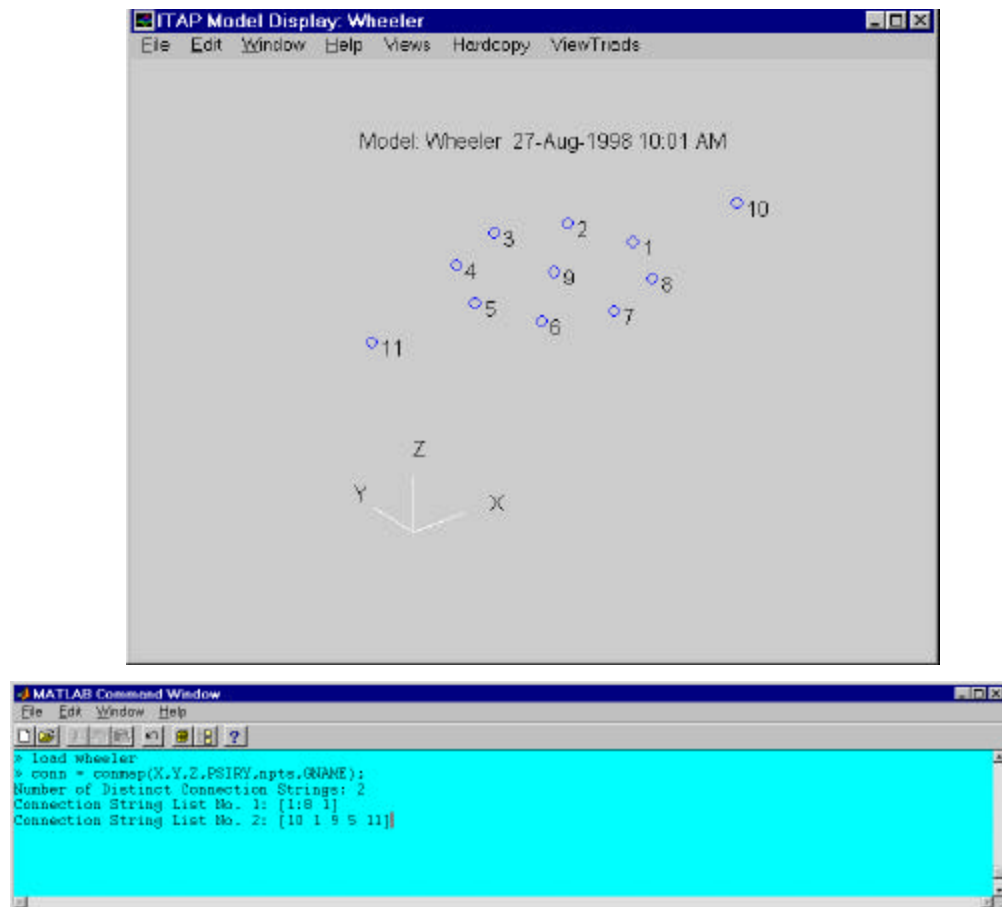 ITAP Model Display: Wheeler
File Edit Window Help Views Hardcopy ViewTriads
Model: Wheeler 27-Aug-1998 10:01 AM
10
2
3
1
4
9
8
5
7
6
11
Z
Y
X
MATLAB Command Window
File Edit Window Help
?
» load wheeler
» conn = conmap(X,Y,Z,PSIRY,npts,GNAME);
Number of Distinct Connection Strings: 2
Connection String List No. 1: [1:8 1]
Connection String List No. 2: [10 1 9 5 11]